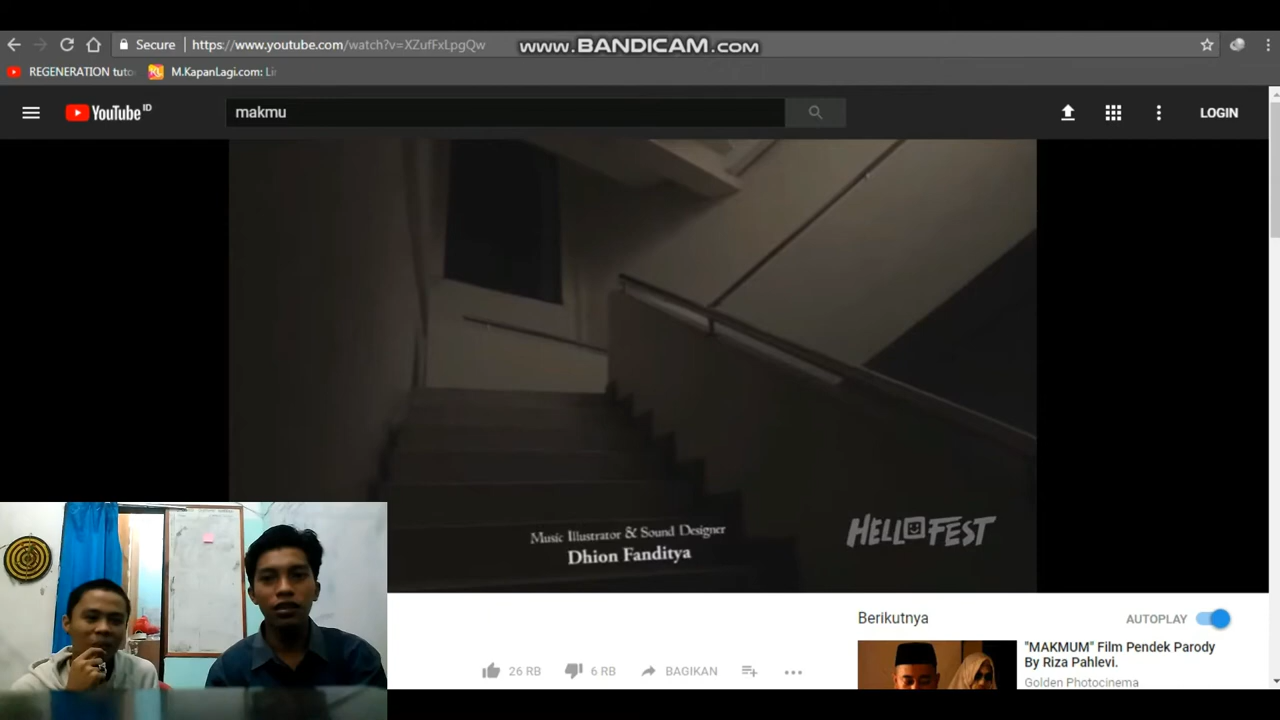 Secure
https://www.youtube.com/watch?v=XZufFxLpgQw
www.BANDICAM.com
REGENERATION tuto
M.KapanLagi.com: Lir
YouTube ID
makmu
LOGIN
Music Illustrator & Sound Designer
Dhion Fanditya
HELLOFEST
Berikutnya
AUTOPLAY
"MAKMUM" Film Pendek Parody
By Riza Pahlevi.
Golden Photocinema
26 RB
6 RB
BAGIKAN